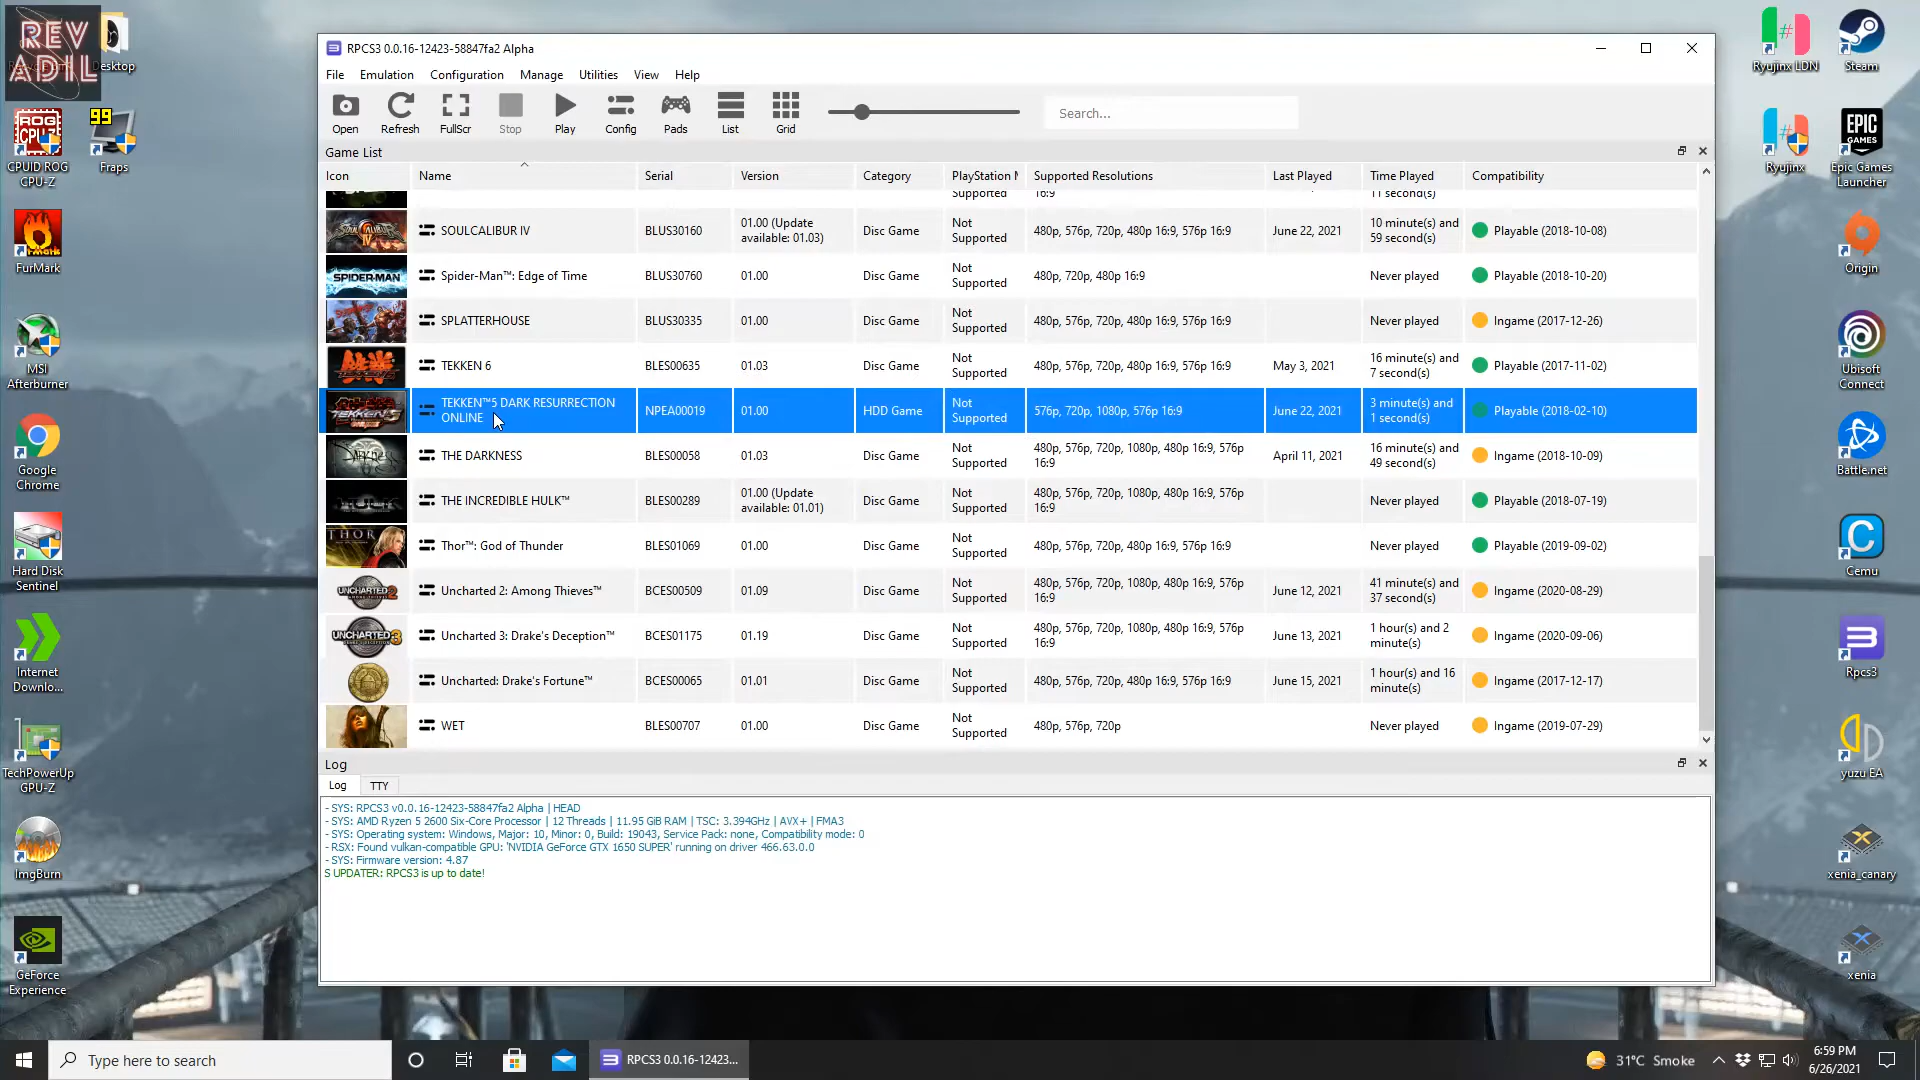 REV
ADIL
Desktop
CPUID ROG
CPU-Z
99
Fraps
FurMark
MSI
Afterburner
Google
Chrome
Hard Disk
Sentinel
Internet
Downlo...
TechPowerUp
GPU-Z
ImgBurn
GeForce
Experience
RPCS3 0.0.16-12423-58847fa2 Alpha
File Emulation Configuration Manage Utilities View Help
Open Refresh FullScr Stop Play Config Pads List Grid Search...
Game List
Icon Name Serial Version Category PlayStation M Supported Resolutions Last Played Time Played Compatibility
Supported 16:9 11 second(s)
SOULCALIBUR IV BLUS30160 01.00 (Update available: 01.03) Disc Game Not Supported 480p, 576p, 720p, 480p 16:9, 576p 16:9 June 22, 2021 10 minute(s) and 59 second(s) Playable (2018-10-08)
SPIDER-MAN Spider-Man™: Edge of Time BLUS30760 01.00 Disc Game Not Supported 480p, 720p, 480p 16:9 Never played Playable (2018-10-20)
SPLATTERHOUSE BLUS30335 01.00 Disc Game Not Supported 480p, 576p, 720p, 480p 16:9, 576p 16:9 Never played Ingame (2017-12-26)
TEKKEN 6 BLES00635 01.03 Disc Game Not Supported 480p, 576p, 720p, 480p 16:9, 576p 16:9 May 3, 2021 16 minute(s) and 7 second(s) Playable (2017-11-02)
TEKKEN™5 DARK RESURRECTION ONLINE NPEA00019 01.00 HDD Game Not Supported 576p, 720p, 1080p, 576p 16:9 June 22, 2021 3 minute(s) and 1 second(s) Playable (2018-02-10)
THE DARKNESS BLES00058 01.03 Disc Game Not Supported 480p, 576p, 720p, 1080p, 480p 16:9, 576p 16:9 April 11, 2021 16 minute(s) and 49 second(s) Ingame (2018-10-09)
THE INCREDIBLE HULK™ BLES00289 01.00 (Update available: 01.01) Disc Game Not Supported 480p, 576p, 720p, 1080p, 480p 16:9, 576p 16:9 Never played Playable (2018-07-19)
THOR Thor™: God of Thunder BLES01069 01.00 Disc Game Not Supported 480p, 576p, 720p, 480p 16:9, 576p 16:9 Never played Playable (2019-09-02)
UNCHARTED 2 Uncharted 2: Among Thieves™ BCES00509 01.09 Disc Game Not Supported 480p, 576p, 720p, 1080p, 480p 16:9, 576p 16:9 June 12, 2021 41 minute(s) and 37 second(s) Ingame (2020-08-29)
UNCHARTED 3 Uncharted 3: Drake's Deception™ BCES01175 01.19 Disc Game Not Supported 480p, 576p, 720p, 1080p, 480p 16:9, 576p 16:9 June 13, 2021 1 hour(s) and 2 minute(s) Ingame (2020-09-06)
Uncharted: Drake's Fortune™ BCES00065 01.01 Disc Game Not Supported 480p, 576p, 720p, 480p 16:9, 576p 16:9 June 15, 2021 1 hour(s) and 16 minute(s) Ingame (2017-12-17)
WET BLES00707 01.00 Disc Game Not Supported 480p, 576p, 720p Never played Ingame (2019-07-29)
Log
Log TTY
- SYS: RPCS3 v0.0.16-12423-58847fa2 Alpha | HEAD
- SYS: AMD Ryzen 5 2600 Six-Core Processor | 12 Threads | 11.95 GiB RAM | TSC: 3.394GHz | AVX+ | FMA3
- SYS: Operating system: Windows, Major: 10, Minor: 0, Build: 19043, Service Pack: none, Compatibility mode: 0
- RSX: Found vulkan-compatible GPU: 'NVIDIA GeForce GTX 1650 SUPER' running on driver 466.63.0.0
- SYS: Firmware version: 4.87
S UPDATER: RPCS3 is up to date!
Ryujinx LDN
Steam
Ryujinx
EPIC GAMES
Epic Games
Launcher
Origin
Ubisoft
Connect
Battle.net
Cemu
Rpcs3
yuzu EA
xenia_canary
xenia
Type here to search
RPCS3 0.0.16-12423...
31°C Smoke
6:59 PM
6/26/2021